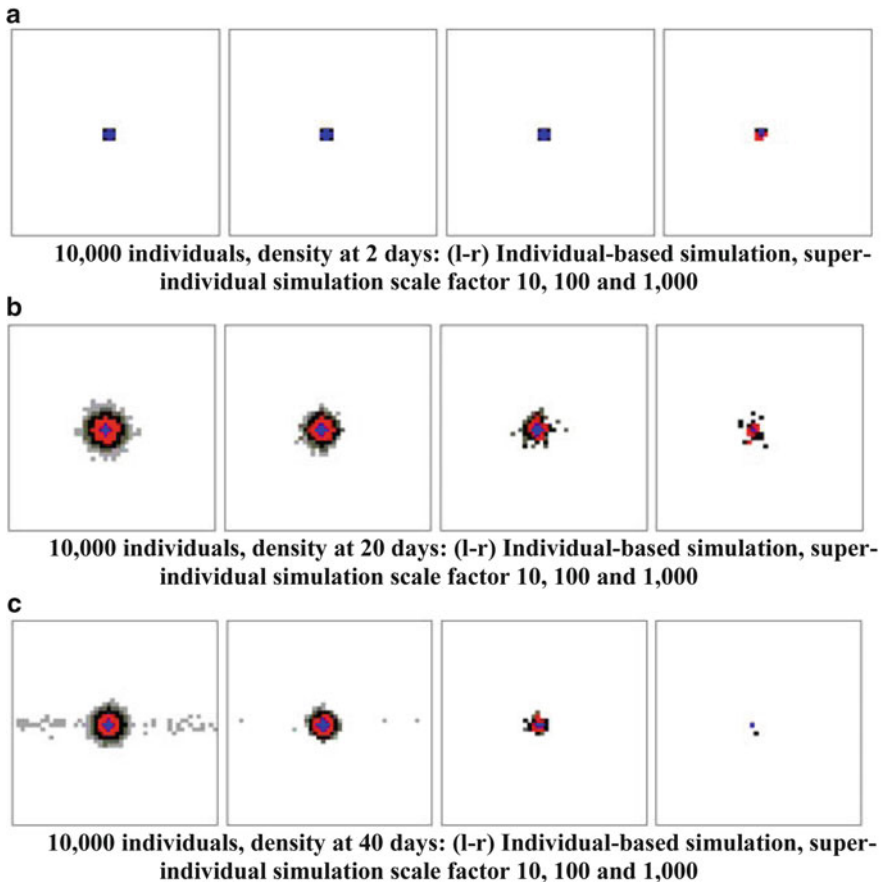 a
10,000 individuals, density at 2 days: (l-r) Individual-based simulation, super-
individual simulation scale factor 10, 100 and 1,000
b
10,000 individuals, density at 20 days: (l-r) Individual-based simulation, super-
individual simulation scale factor 10, 100 and 1,000
c
10,000 individuals, density at 40 days: (l-r) Individual-based simulation, super-
individual simulation scale factor 10, 100 and 1,000